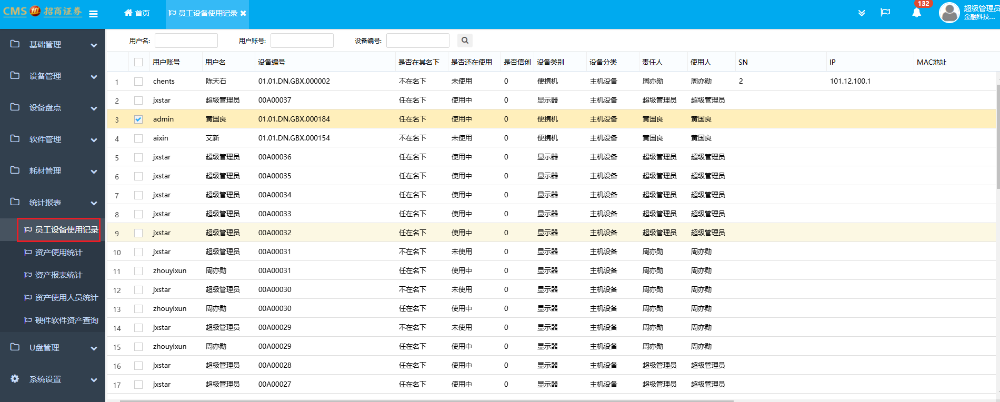 CMS 招商证券
首页
员工设备使用记录
132
超级管理员
金融科技...
基础管理
设备管理
设备盘点
软件管理
耗材管理
统计报表
员工设备使用记录
资产使用统计
资产报表统计
资产使用人员统计
硬件软件资产查询
U盘管理
系统设置
用户名: 用户账号: 设备编号:
用户账号 用户名 设备编号 是否在其名下 是否还在使用 是否信创 设备类别 设备分类 责任人 使用人 SN IP MAC地址
1 chents 陈天石 01.01.DN.GBX.000002 不在名下 未使用 0 便携机 主机设备 周亦勋 周亦勋 2 101.12.100.1
2 jxstar 超级管理员 00A00037 任在名下 使用中 0 显示器 主机设备 超级管理员 超级管理员
3 admin 黄国良 01.01.DN.GBX.000184 任在名下 使用中 0 便携机 主机设备 黄国良 黄国良
4 aixin 艾新 01.01.DN.GBX.000154 不在名下 未使用 0 便携机 主机设备 黄国良 黄国良
5 jxstar 超级管理员 00A00036 任在名下 使用中 0 显示器 主机设备 超级管理员 超级管理员
6 jxstar 超级管理员 00A00035 任在名下 使用中 0 显示器 主机设备 超级管理员 超级管理员
7 jxstar 超级管理员 00A00034 任在名下 使用中 0 显示器 主机设备 超级管理员 超级管理员
8 jxstar 超级管理员 00A00033 任在名下 使用中 0 显示器 主机设备 超级管理员 超级管理员
9 jxstar 超级管理员 00A00032 任在名下 使用中 0 显示器 主机设备 超级管理员 超级管理员
10 jxstar 超级管理员 00A00031 不在名下 未使用 0 显示器 主机设备 周亦勋 周亦勋
11 zhouyixun 周亦勋 00A00031 任在名下 使用中 0 显示器 主机设备 周亦勋 周亦勋
12 jxstar 超级管理员 00A00030 不在名下 未使用 0 显示器 主机设备 周亦勋 周亦勋
13 zhouyixun 周亦勋 00A00030 任在名下 使用中 0 显示器 主机设备 周亦勋 周亦勋
14 jxstar 超级管理员 00A00029 不在名下 未使用 0 显示器 主机设备 周亦勋 周亦勋
15 zhouyixun 周亦勋 00A00029 任在名下 使用中 0 显示器 主机设备 周亦勋 周亦勋
16 jxstar 超级管理员 00A00028 任在名下 使用中 0 显示器 主机设备 超级管理员 超级管理员
17 jxstar 超级管理员 00A00027 任在名下 使用中 0 显示器 主机设备 超级管理员 超级管理员